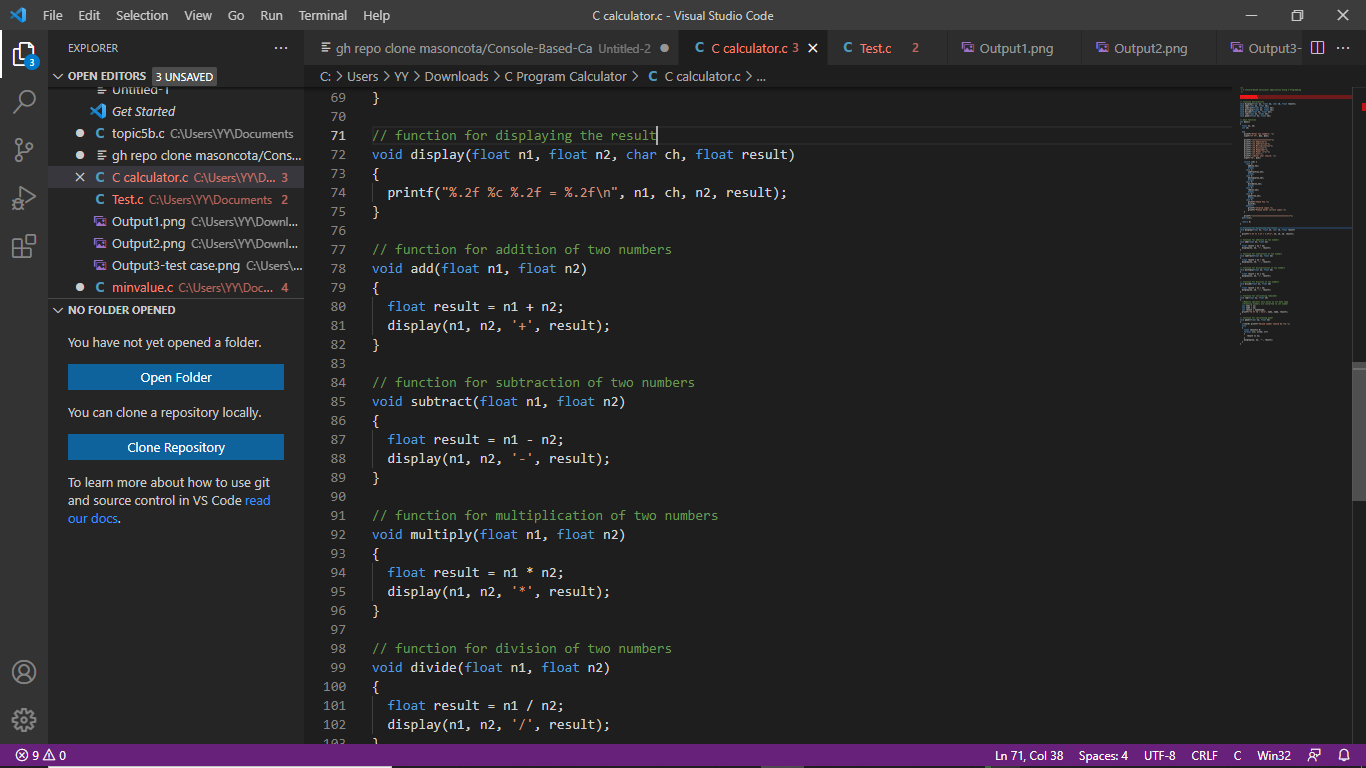 File Edit Selection View Go Run Terminal Help
C calculator.c - Visual Studio Code
3
EXPLORER
OPEN EDITORS 3 UNSAVED
Untitled-1
Get Started
C topic5b.c C:\Users\YY\Documents
gh repo clone masoncota/Cons...
C C calculator.c C:\Users\YY\D... 3
C Test.c C:\Users\YY\Documents 2
Output1.png C:\Users\YY\Downl...
Output2.png C:\Users\YY\Downl...
Output3-test case.png C:\Users\...
C minvalue.c C:\Users\YY\Doc... 4
NO FOLDER OPENED
You have not yet opened a folder.
Open Folder
You can clone a repository locally.
Clone Repository
To learn more about how to use git
and source control in VS Code read
our docs.
gh repo clone masoncota/Console-Based-Ca Untitled-2
C C calculator.c 3
C Test.c 2
Output1.png
Output2.png
Output3-
C: > Users > YY > Downloads > C Program Calculator > C C calculator.c > ...
69 }
70
71 // function for displaying the result
72 void display(float n1, float n2, char ch, float result)
73 {
74 printf("%.2f %c %.2f = %.2f\n", n1, ch, n2, result);
75 }
76
77 // function for addition of two numbers
78 void add(float n1, float n2)
79 {
80 float result = n1 + n2;
81 display(n1, n2, '+', result);
82 }
83
84 // function for subtraction of two numbers
85 void subtract(float n1, float n2)
86 {
87 float result = n1 - n2;
88 display(n1, n2, '-', result);
89 }
90
91 // function for multiplication of two numbers
92 void multiply(float n1, float n2)
93 {
94 float result = n1 * n2;
95 display(n1, n2, '*', result);
96 }
97
98 // function for division of two numbers
99 void divide(float n1, float n2)
100 {
101 float result = n1 / n2;
102 display(n1, n2, '/', result);
103 }
9 0
Ln 71, Col 38 Spaces: 4 UTF-8 CRLF C Win32